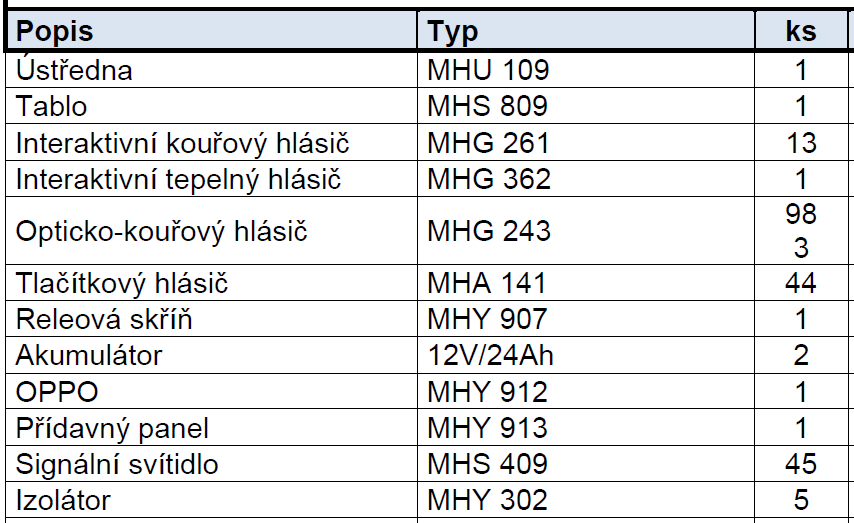 Popis Typ ks
Ústředna MHU 109 1
Tablo MHS 809 1
Interaktivní kouřový hlásič MHG 261 13
Interaktivní tepelný hlásič MHG 362 1
Opticko-kouřový hlásič MHG 243 98
3
Tlačítkový hlásič MHA 141 44
Releová skříň MHY 907 1
Akumulátor 12V/24Ah 2
OPPO MHY 912 1
Přídavný panel MHY 913 1
Signální svítidlo MHS 409 45
Izolátor MHY 302 5